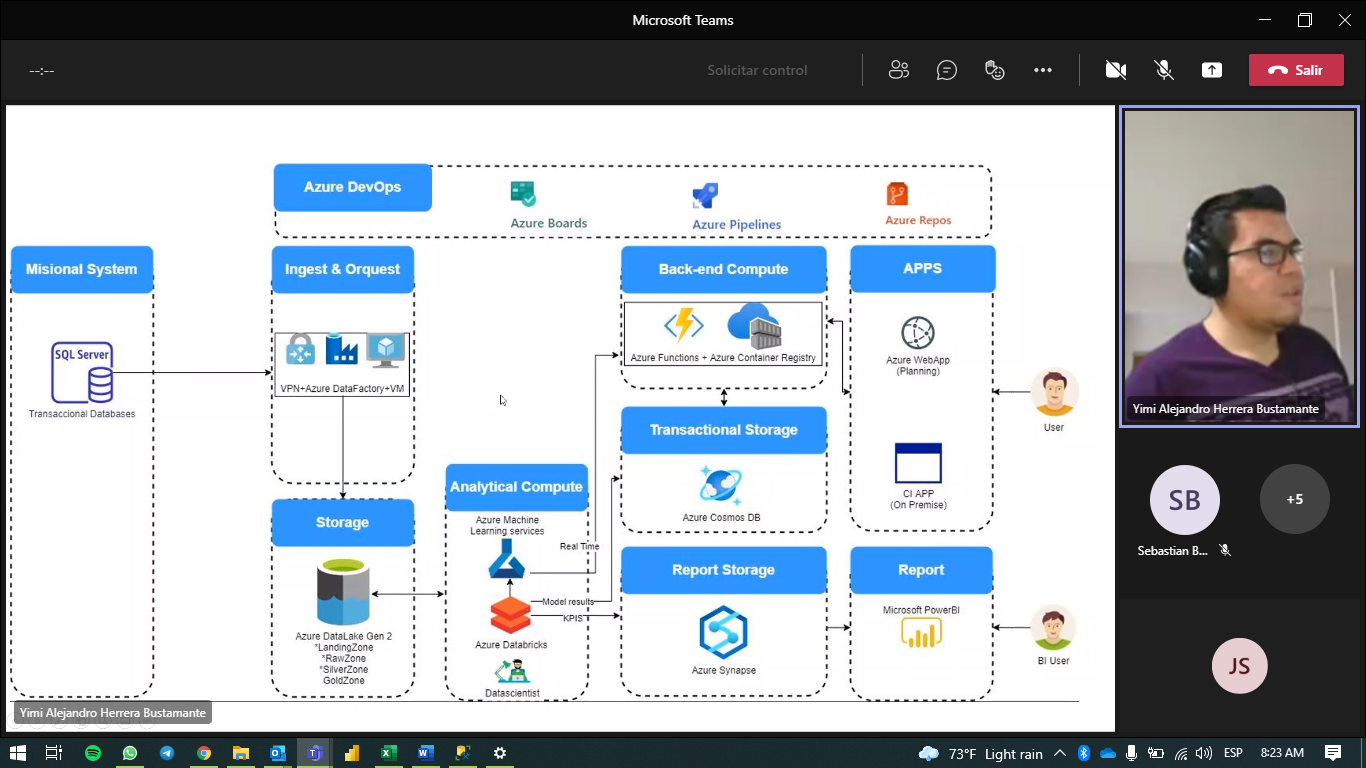 Microsoft Teams
--:--
Solicitar control
Salir
Azure DevOps
Azure Boards
Azure Pipelines
Azure Repos
Misional System
SQL Server
Transaccional Databases
Ingest & Orquest
VPN+Azure DataFactory+VM
Storage
Azure DataLake Gen 2
*LandingZone
*RawZone
*SilverZone
GoldZone
Analytical Compute
Azure Machine
Learning services
Real Time
Model results
KPIS
Azure Databricks
Datascientist
Back-end Compute
Azure Functions + Azure Container Registry
Transactional Storage
Azure Cosmos DB
Report Storage
Azure Synapse
APPS
Azure WebApp
(Planning)
CI APP
(On Premise)
User
Report
Microsoft PowerBI
BI User
Yimi Alejandro Herrera Bustamante
Yimi Alejandro Herrera Bustamante
SB
+5
Sebastian B...
JS
73°F Light rain
ESP
8:23 AM